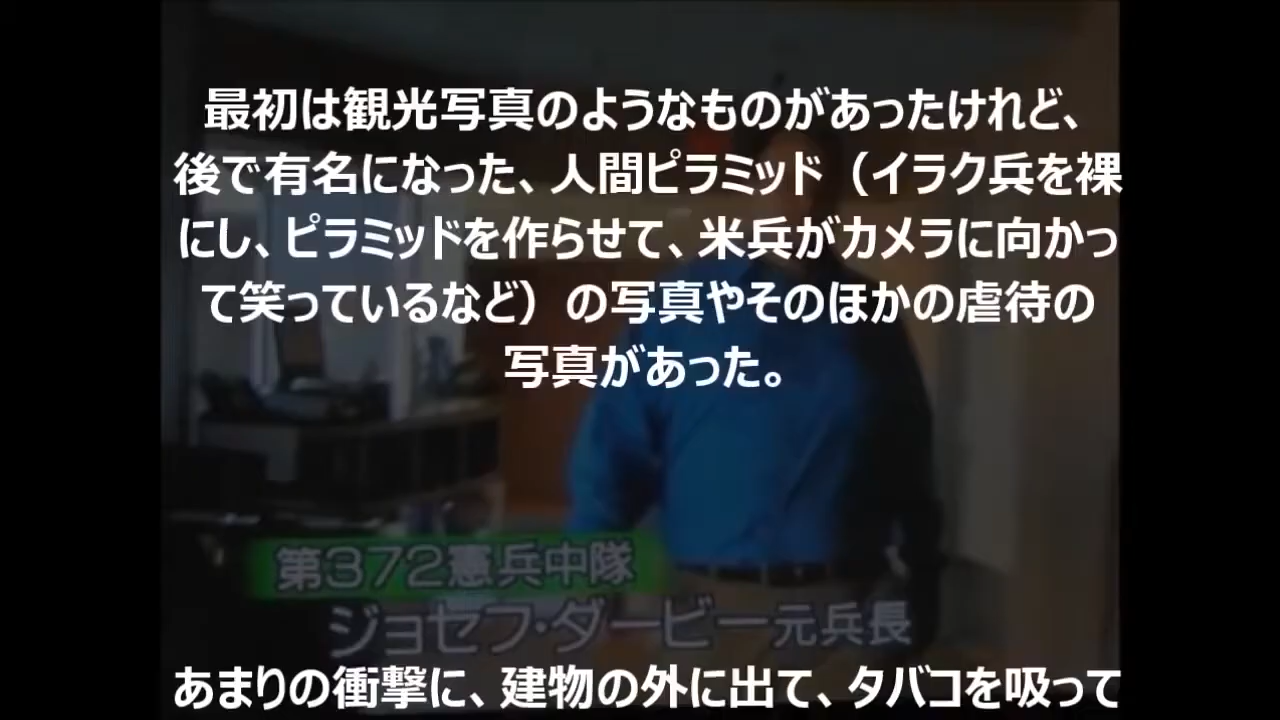 最初は観光写真のようなものがあったけれど、
後で有名になった、人間ピラミッド（イラク兵を裸
にし、ピラミッドを作らせて、米兵がカメラに向かっ
て笑っているなど）の写真やそのほかの虐待の
写真があった。
第372憲兵中隊
ジョセフ・ダービー元兵長
あまりの衝撃に、建物の外に出て、タバコを吸って